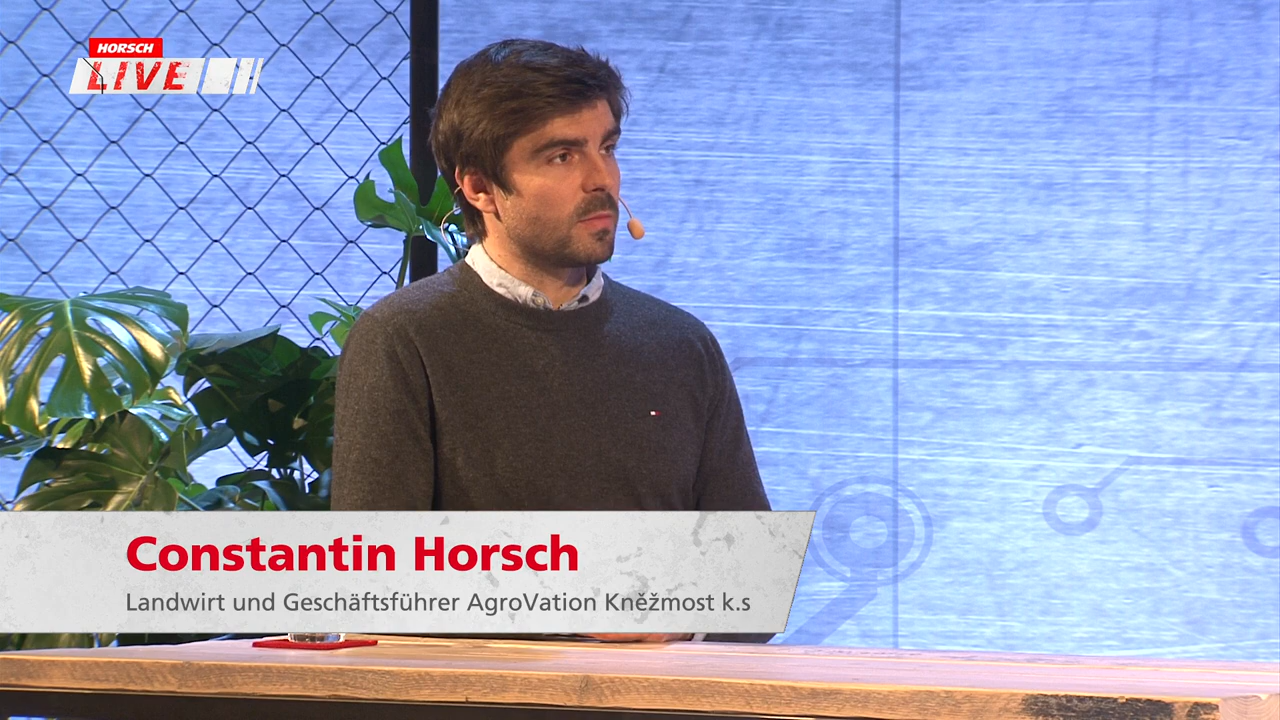 HORSCH
LIVE
Constantin Horsch
Landwirt und Geschäftsführer AgroVation Kněžmost k.s